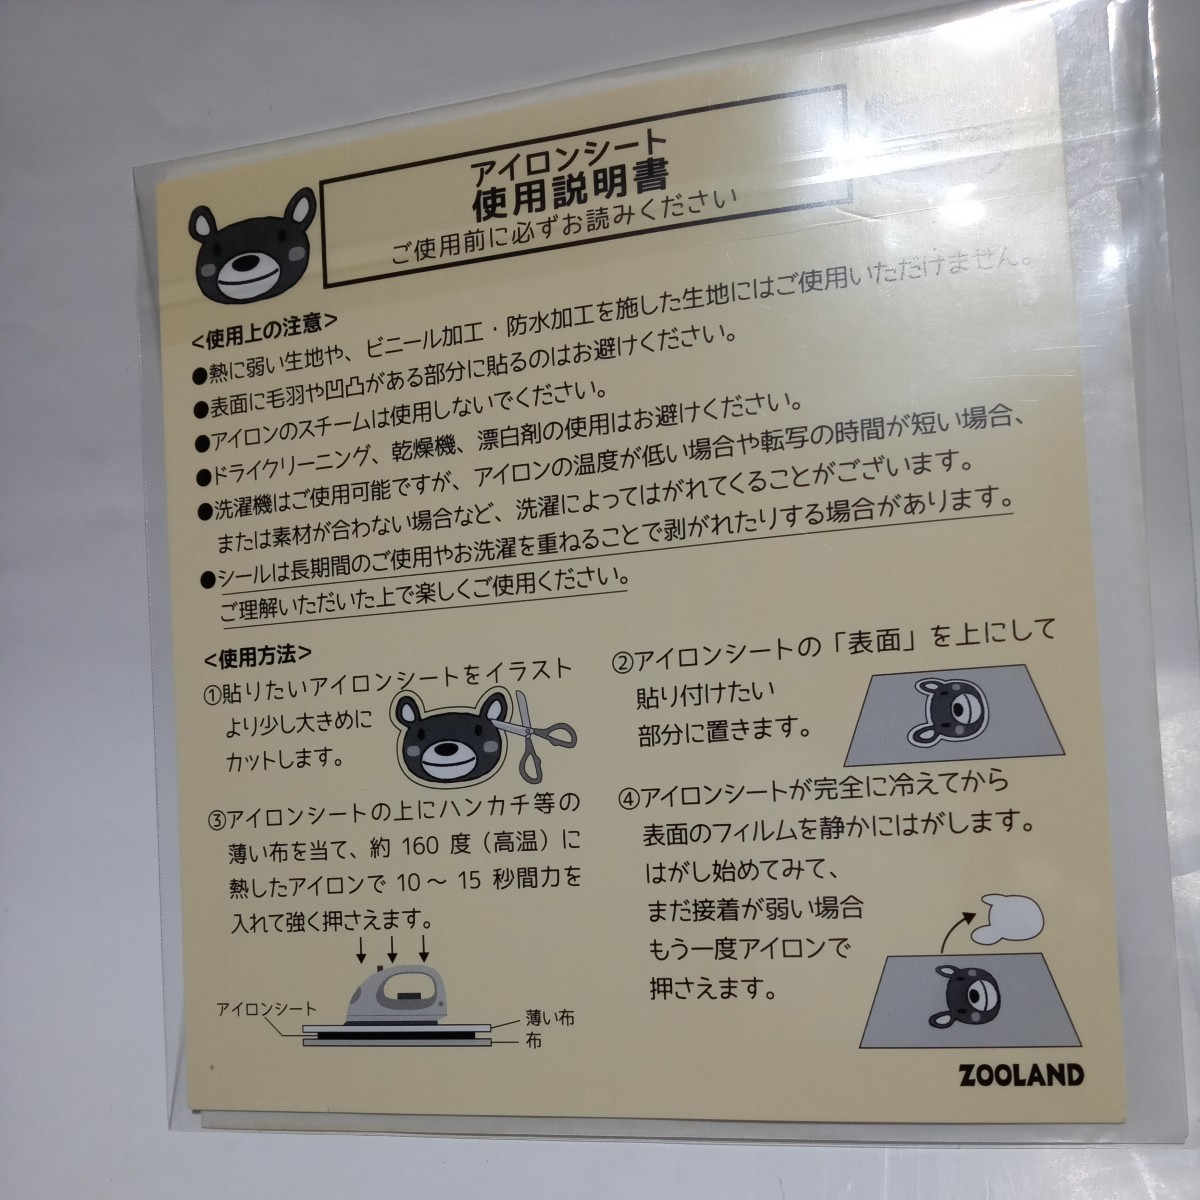 アイロンシート
使用説明書
ご使用前に必ずお読みください
<使用上の注意>
●熱に弱い生地や、ビニール加工・防水加工を施した生地にはご使用いただけません。
●表面に毛羽や凹凸がある部分に貼るのはお避けください。
●アイロンのスチームは使用しないでください。
●ドライクリーニング、乾燥機、漂白剤の使用はお避けください。
●洗濯機はご使用可能ですが、アイロンの温度が低い場合や転写の時間が短い場合、
または素材が合わない場合など、洗濯によってはがれてくることがございます。
●シールは長期間のご使用やお洗濯を重ねることで剥がれたりする場合があります。
ご理解いただいた上で楽しくご使用ください。
<使用方法>
①貼りたいアイロンシートをイラスト
より少し大きめに
カットします。
②アイロンシートの「表面」を上にして
貼り付けたい
部分に置きます。
③アイロンシートの上にハンカチ等の
薄い布を当て、約 160 度（高温）に
熱したアイロンで 10～ 15 秒間力を
入れて強く押さえます。
アイロンシート
薄い布
布
④アイロンシートが完全に冷えてから
表面のフィルムを静かにはがします。
はがし始めてみて、
まだ接着が弱い場合
もう一度アイロンで
押さえます。
ZOOLAND